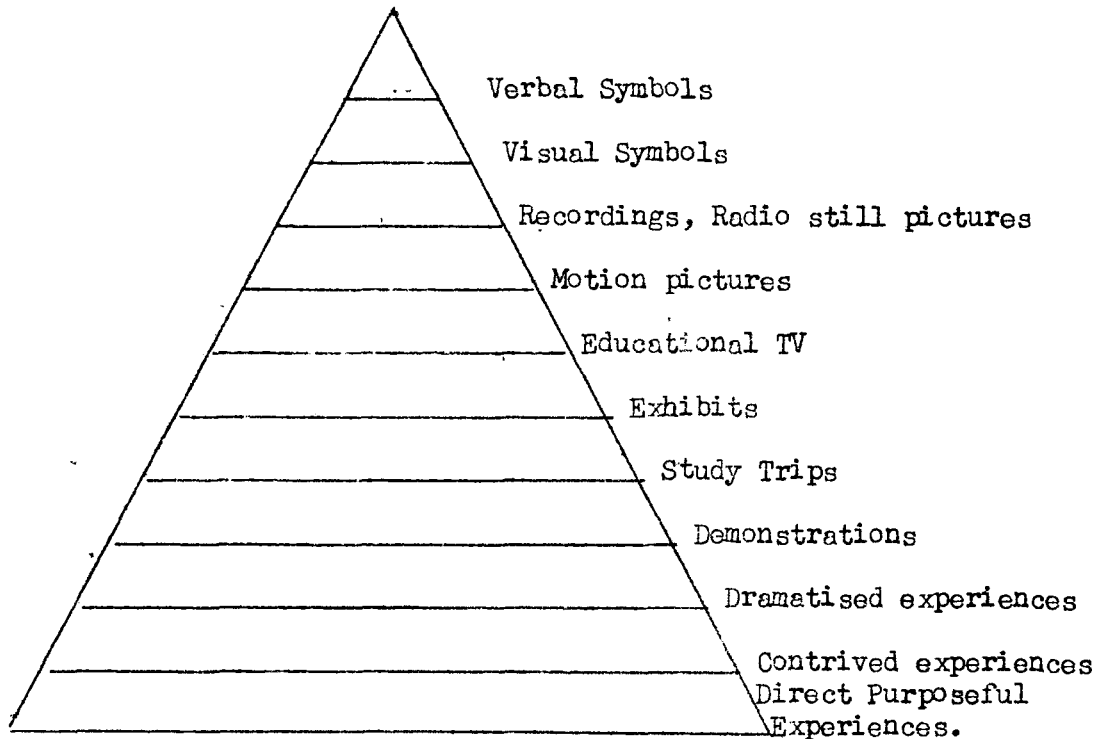 Verbal Symbols
Visual Symbols
Recordings, Radio still pictures
Motion pictures
Educational TV
Exhibits
Study Trips
Demonstrations
Dramatised experiences
Contrived experiences
Direct Purposeful
Experiences.